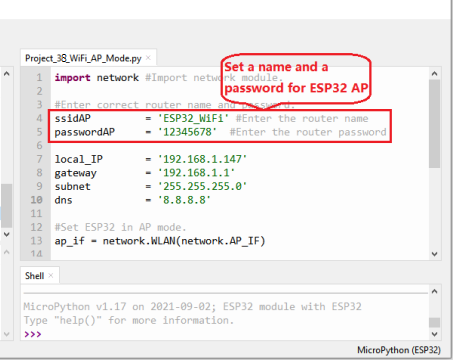 Project_38_WiFi_AP_Mode.py ×
Set a name and a
password for ESP32 AP
1 import network #Import network module.
2
3 #Enter correct router name and password.
4 ssidAP = 'ESP32_WiFi' #Enter the router name
5 passwordAP = '12345678' #Enter the router password
6
7 local_IP = '192.168.1.147'
8 gateway = '192.168.1.1'
9 subnet = '255.255.255.0'
10 dns = '8.8.8.8'
11
12 #Set ESP32 in AP mode.
13 ap_if = network.WLAN(network.AP_IF)
14
Shell ×
MicroPython v1.17 on 2021-09-02; ESP32 module with ESP32
Type "help()" for more information.
>>>
MicroPython (ESP32)